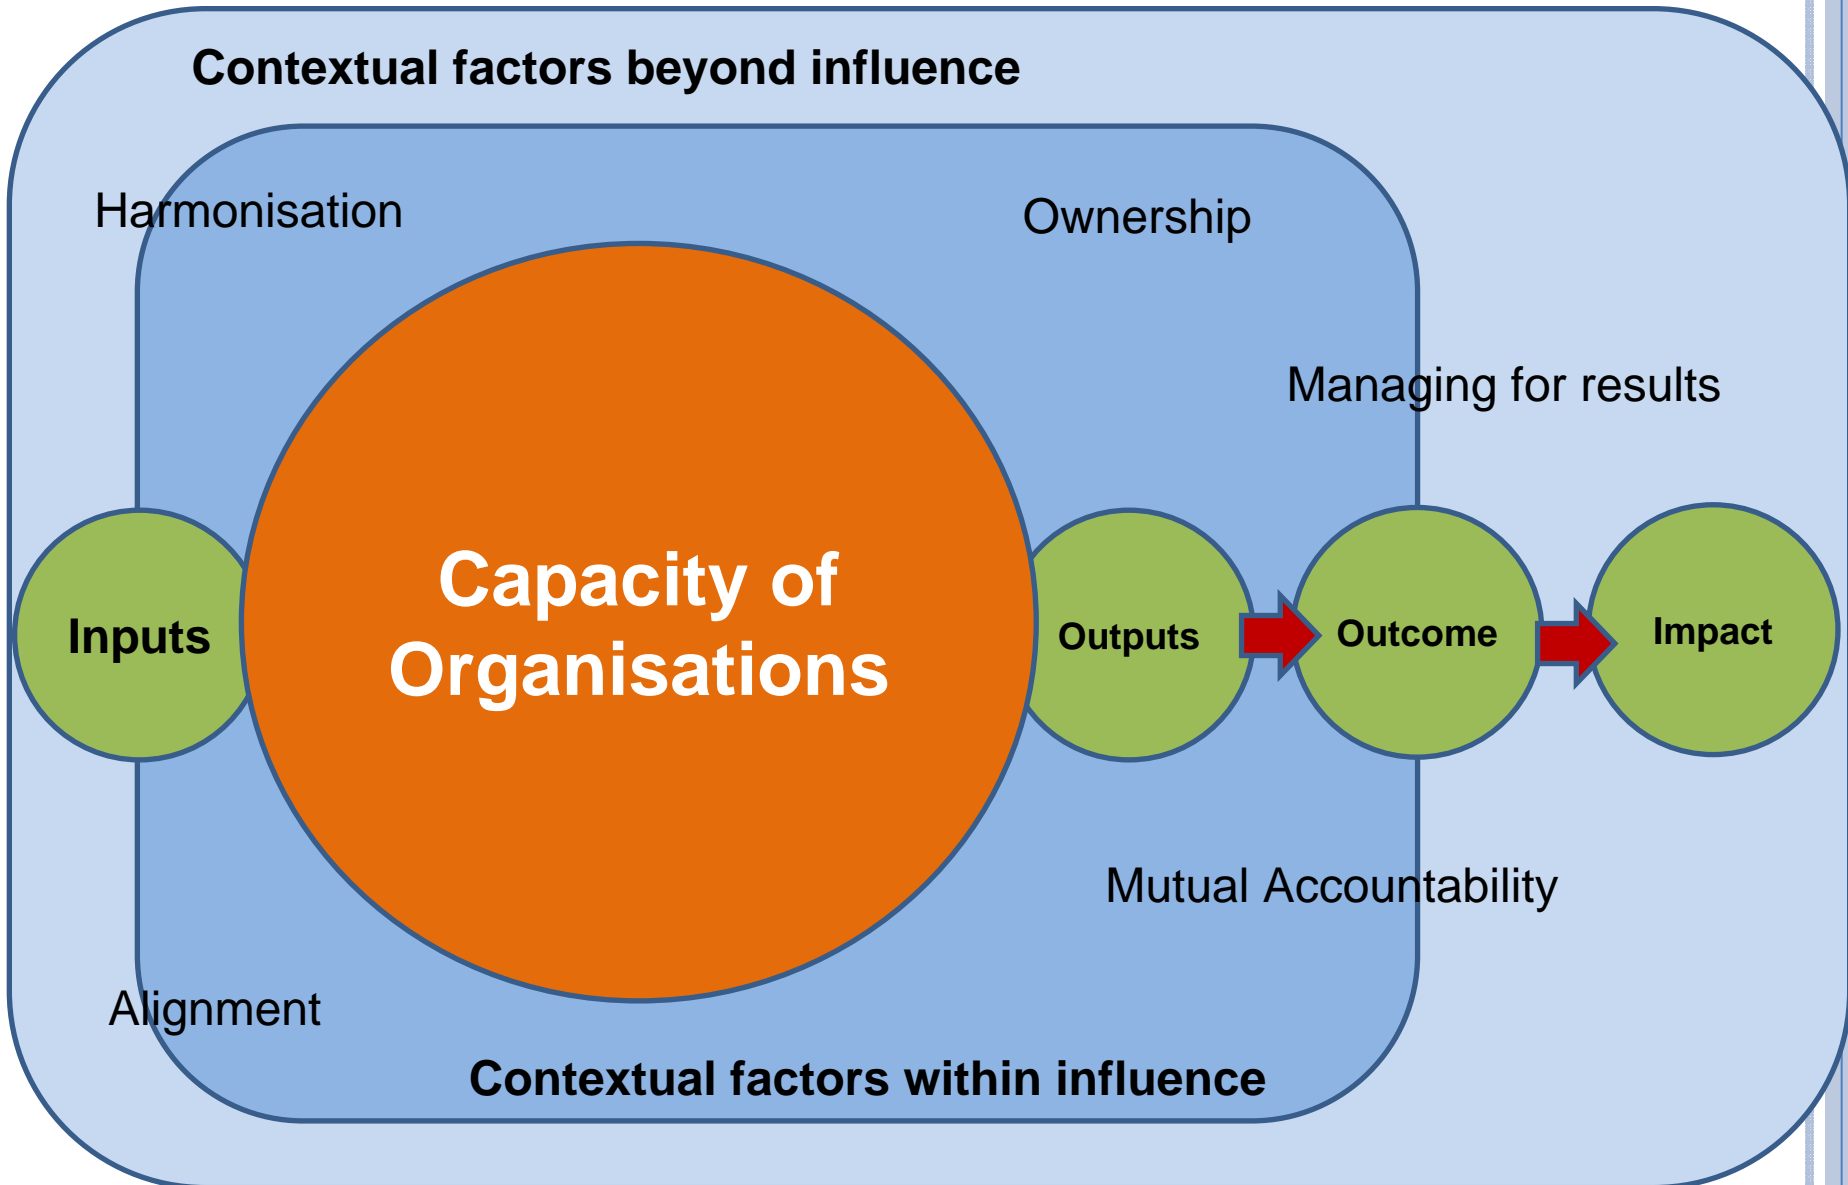 Contextual factors beyond influence
Harmonisation
Ownership
Managing for results
Inputs
Capacity of
Organisations
Outputs
Outcome
Impact
Mutual Accountability
Alignment
Contextual factors within influence